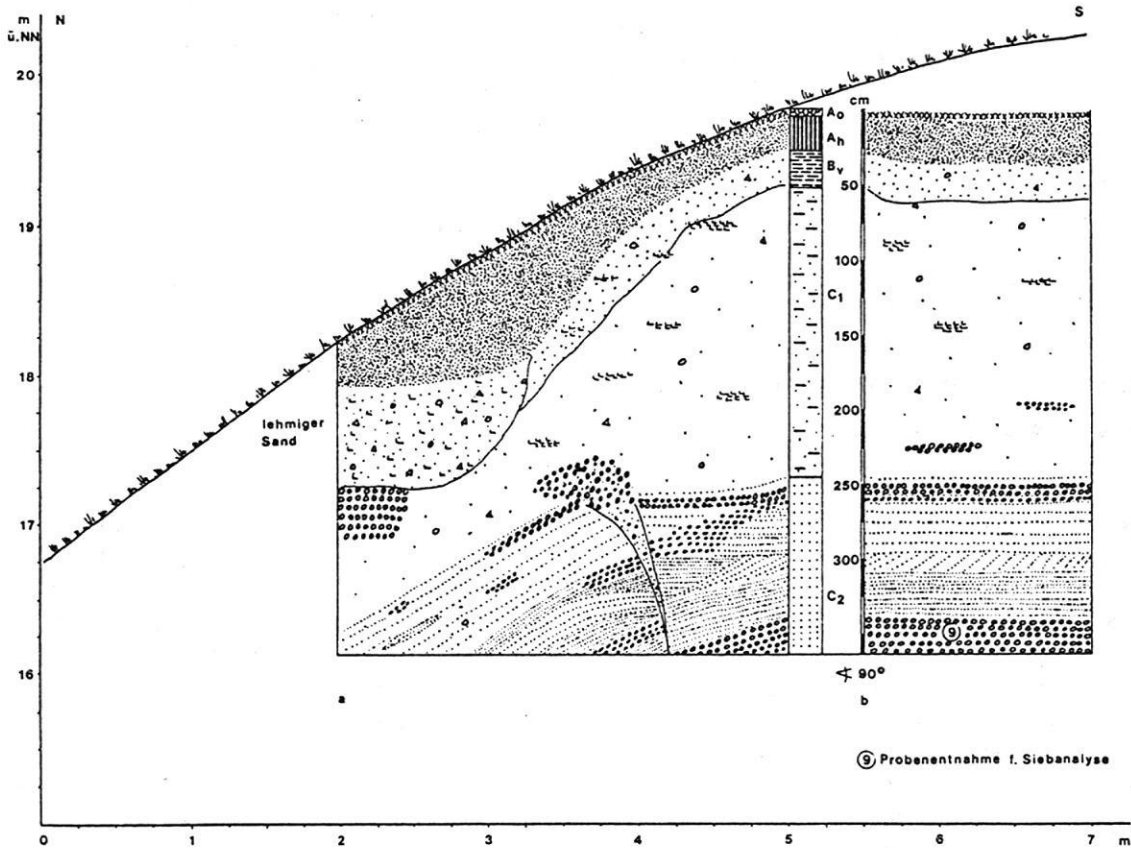 m N
ü.NN
S
20
19
18
17
16
cm
Ao
Ah
Bv
50
100
C1
150
200
250
300
C2
lehmiger
Sand
9
∢ 90°
a
b
9 Probenentnahme f. Siebanalyse
0 1 2 3 4 5 6 7 m